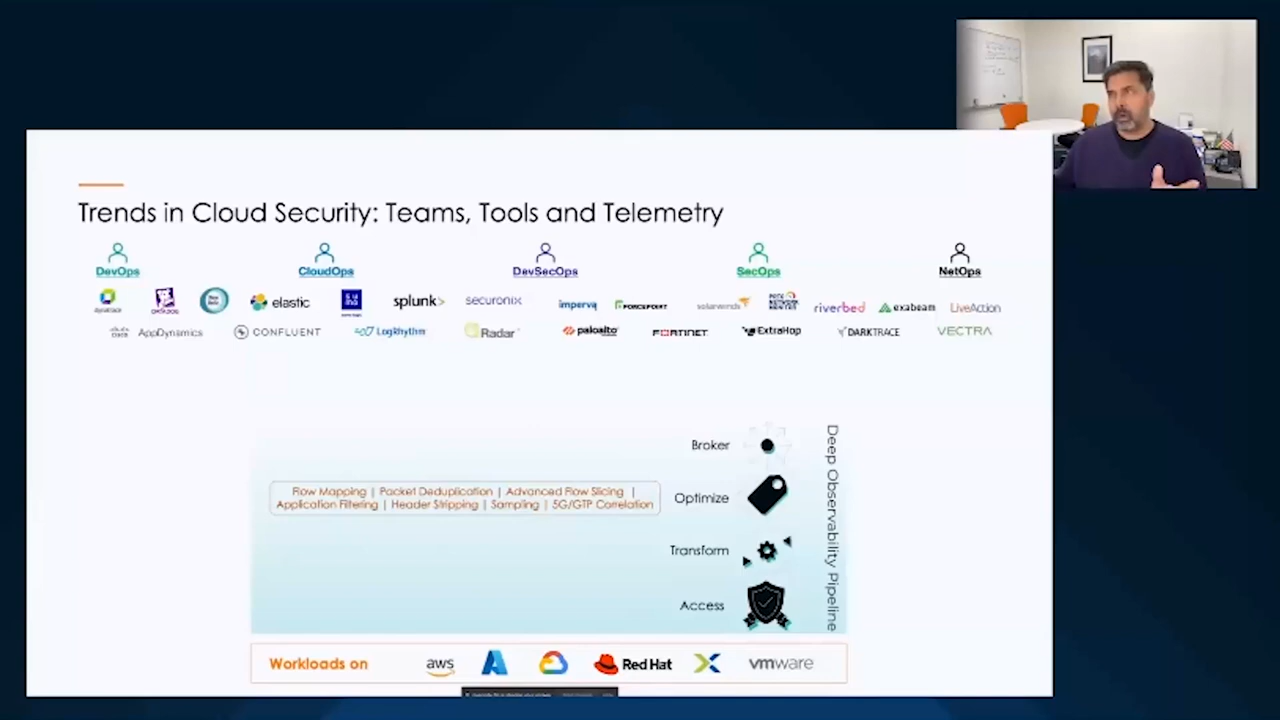 Trends in Cloud Security: Teams, Tools and Telemetry
DevOps CloudOps DevSecOps SecOps NetOps
dynatrace DATADOG elastic splunk> securonix imperva FORCEPOINT solarwinds riverbed exabeam LiveAction
AppDynamics CONFLUENT LogRhythm Radar paloalto FORTINET ExtraHop DARKTRACE VECTRA
Broker
Flow Mapping | Packet Deduplication | Advanced Flow Slicing |
Application Filtering | Header Stripping | Sampling | 5G/GTP Correlation
Optimize
Transform
Access
Deep Observability Pipeline
Workloads on aws Red Hat vmware